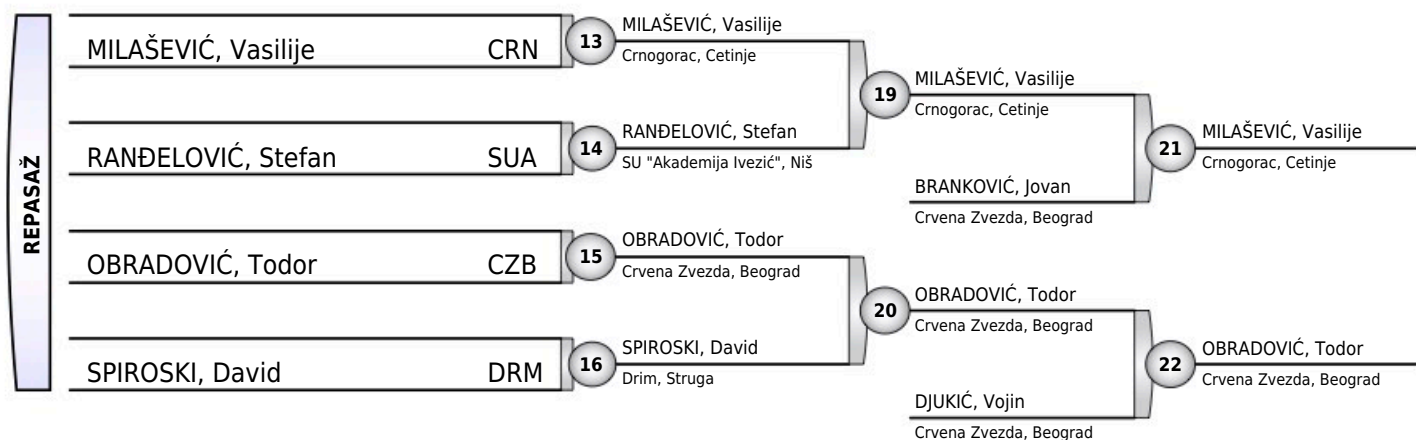 REPASAŽ
MILAŠEVIĆ, Vasilije CRN
RANĐELOVIĆ, Stefan SUA
OBRADOVIĆ, Todor CZB
SPIROSKI, David DRM
13
MILAŠEVIĆ, Vasilije
Crnogorac, Cetinje
14
RANĐELOVIĆ, Stefan
SU "Akademija Ivezić", Niš
15
OBRADOVIĆ, Todor
Crvena Zvezda, Beograd
16
SPIROSKI, David
Drim, Struga
19
MILAŠEVIĆ, Vasilije
Crnogorac, Cetinje
BRANKOVIĆ, Jovan
Crvena Zvezda, Beograd
20
OBRADOVIĆ, Todor
Crvena Zvezda, Beograd
DJUKIĆ, Vojin
Crvena Zvezda, Beograd
21
MILAŠEVIĆ, Vasilije
Crnogorac, Cetinje
22
OBRADOVIĆ, Todor
Crvena Zvezda, Beograd